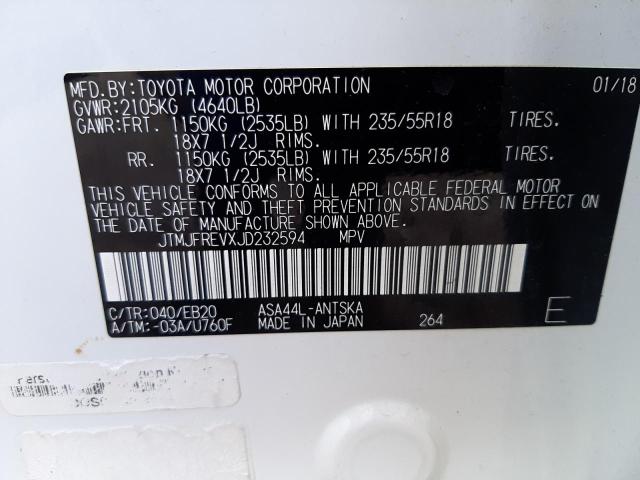 MFD.BY:TOYOTA MOTOR CORPORATION 01/18
GVWR:2105KG (4640LB)
GAWR:FRT. 1150KG (2535LB) WITH 235/55R18 TIRES.
18X7 1/2J RIMS.
RR. 1150KG (2535LB) WITH 235/55R18 TIRES.
18X7 1/2J RIMS.
THIS VEHICLE CONFORMS TO ALL APPLICABLE FEDERAL MOTOR
VEHICLE SAFETY AND THEFT PREVENTION STANDARDS IN EFFECT ON
THE DATE OF MANUFACTURE SHOWN ABOVE.
JTMJFREVXJD232594 MPV
C/TR:040/EB20 ASA44L-ANTSKA
A/TM:-03A/U760F MADE IN JAPAN 264 E